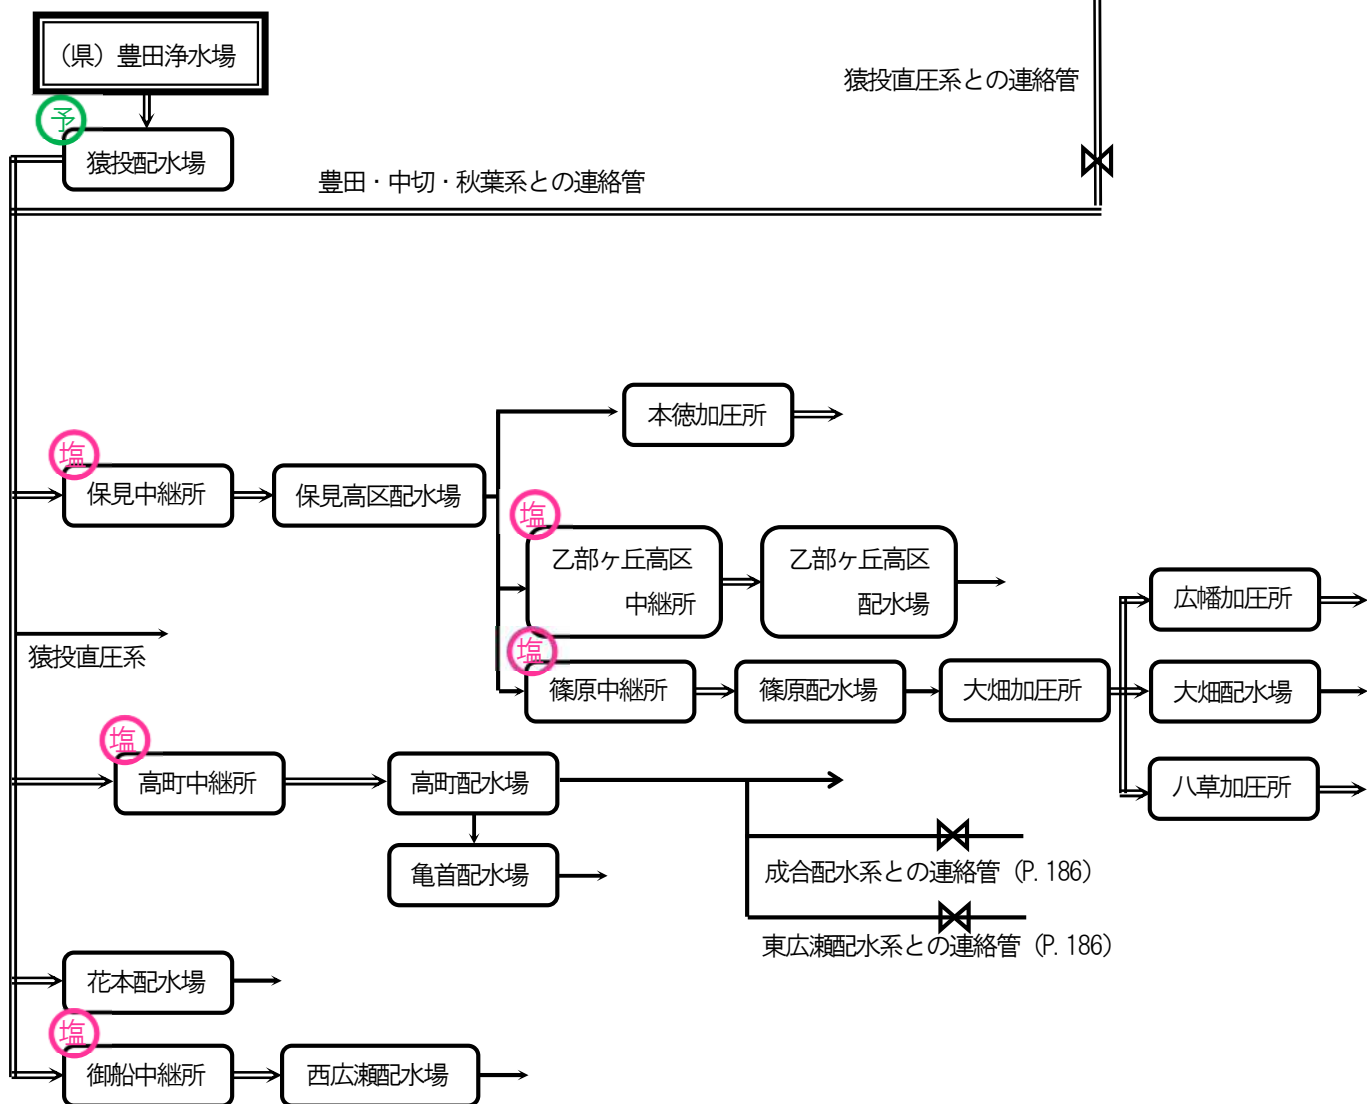 （県）豊田浄水場
猿投直圧系との連絡管
予
猿投配水場
豊田・中切・秋葉系との連絡管
本徳加圧所
塩
保見中継所
保見高区配水場
塩
乙部ヶ丘高区
中継所
乙部ヶ丘高区
配水場
広幡加圧所
猿投直圧系
塩
篠原中継所
篠原配水場
大畑加圧所
大畑配水場
塩
高町中継所
高町配水場
八草加圧所
亀首配水場
成合配水系との連絡管（P.186）
東広瀬配水系との連絡管（P.186）
花本配水場
塩
御船中継所
西広瀬配水場